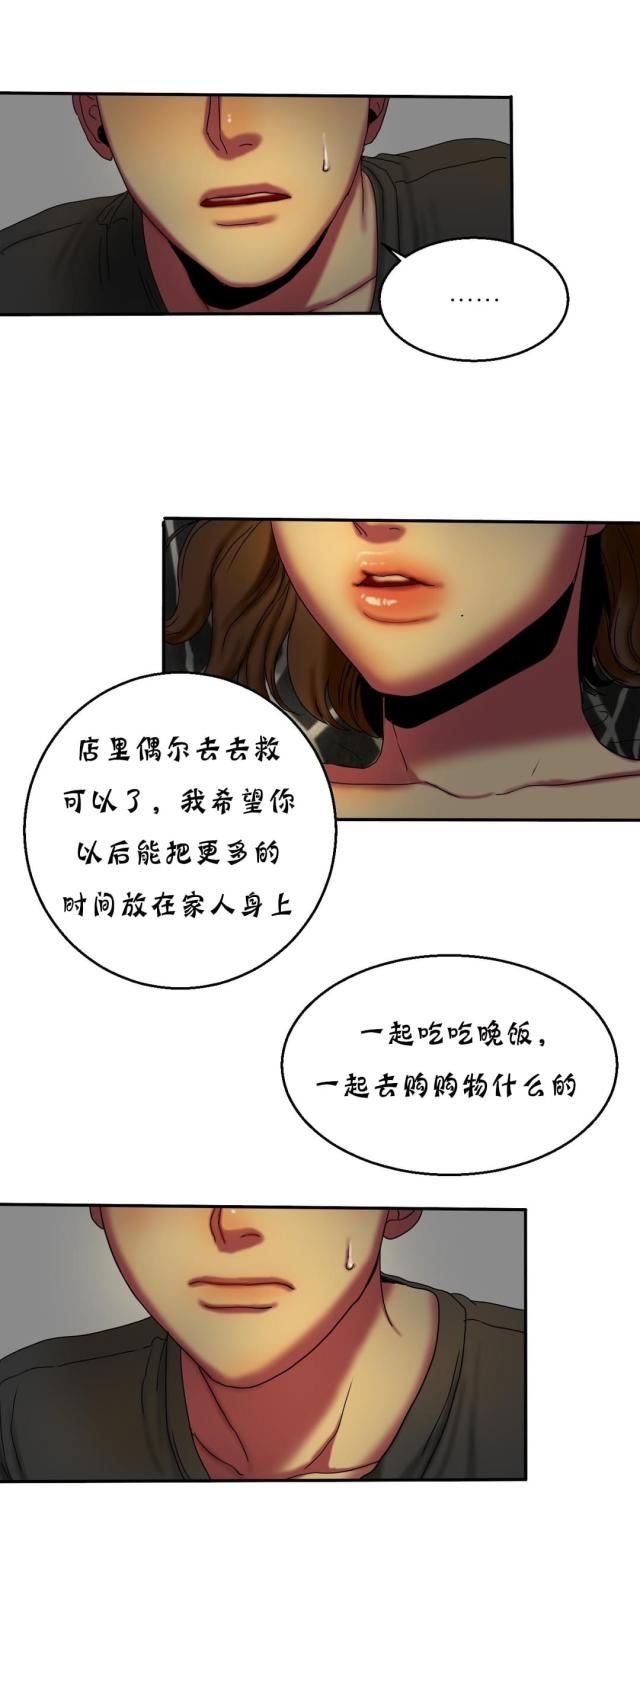 ……
店里偶尔去去救
可以了，我希望你
以后能把更多的
时间放在家人身上
一起吃吃晚饭，
一起去购购物什么的